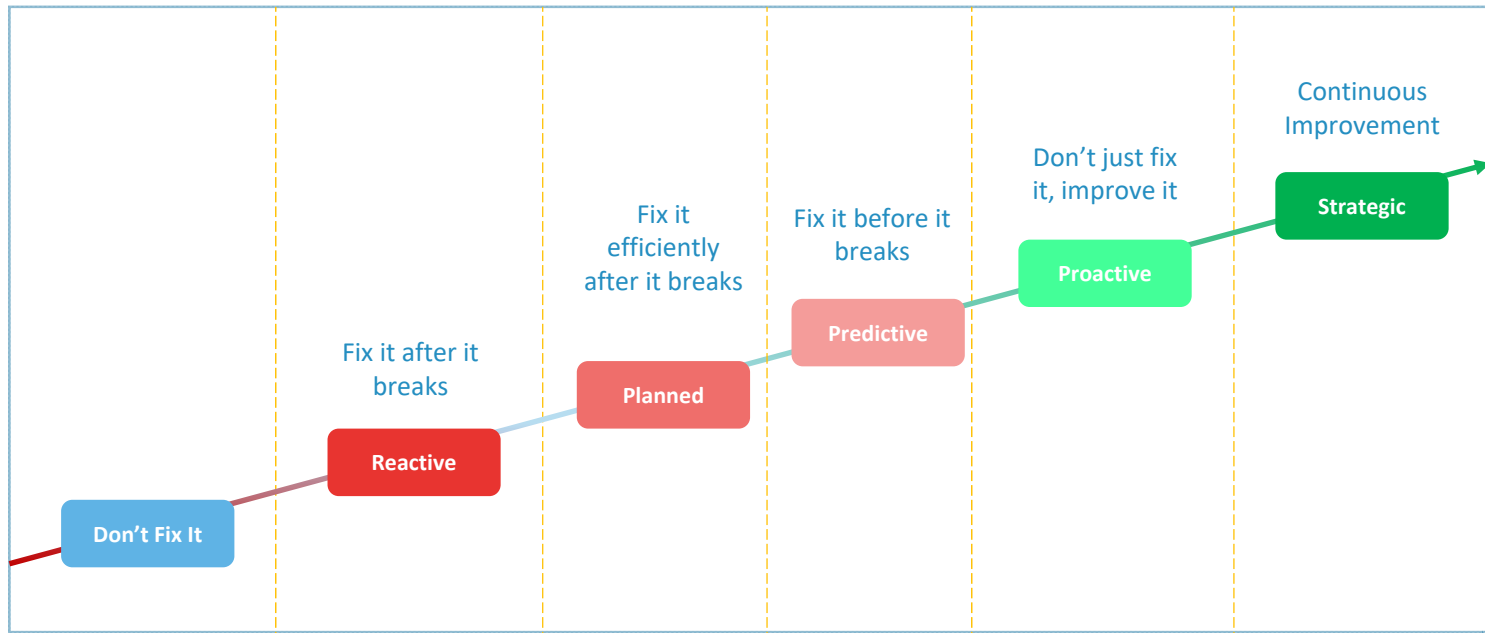 Don’t Fix It
Fix it after it
breaks
Reactive
Fix it
efficiently
after it breaks
Planned
Fix it before it
breaks
Predictive
Don’t just fix
it, improve it
Proactive
Continuous
Improvement
Strategic